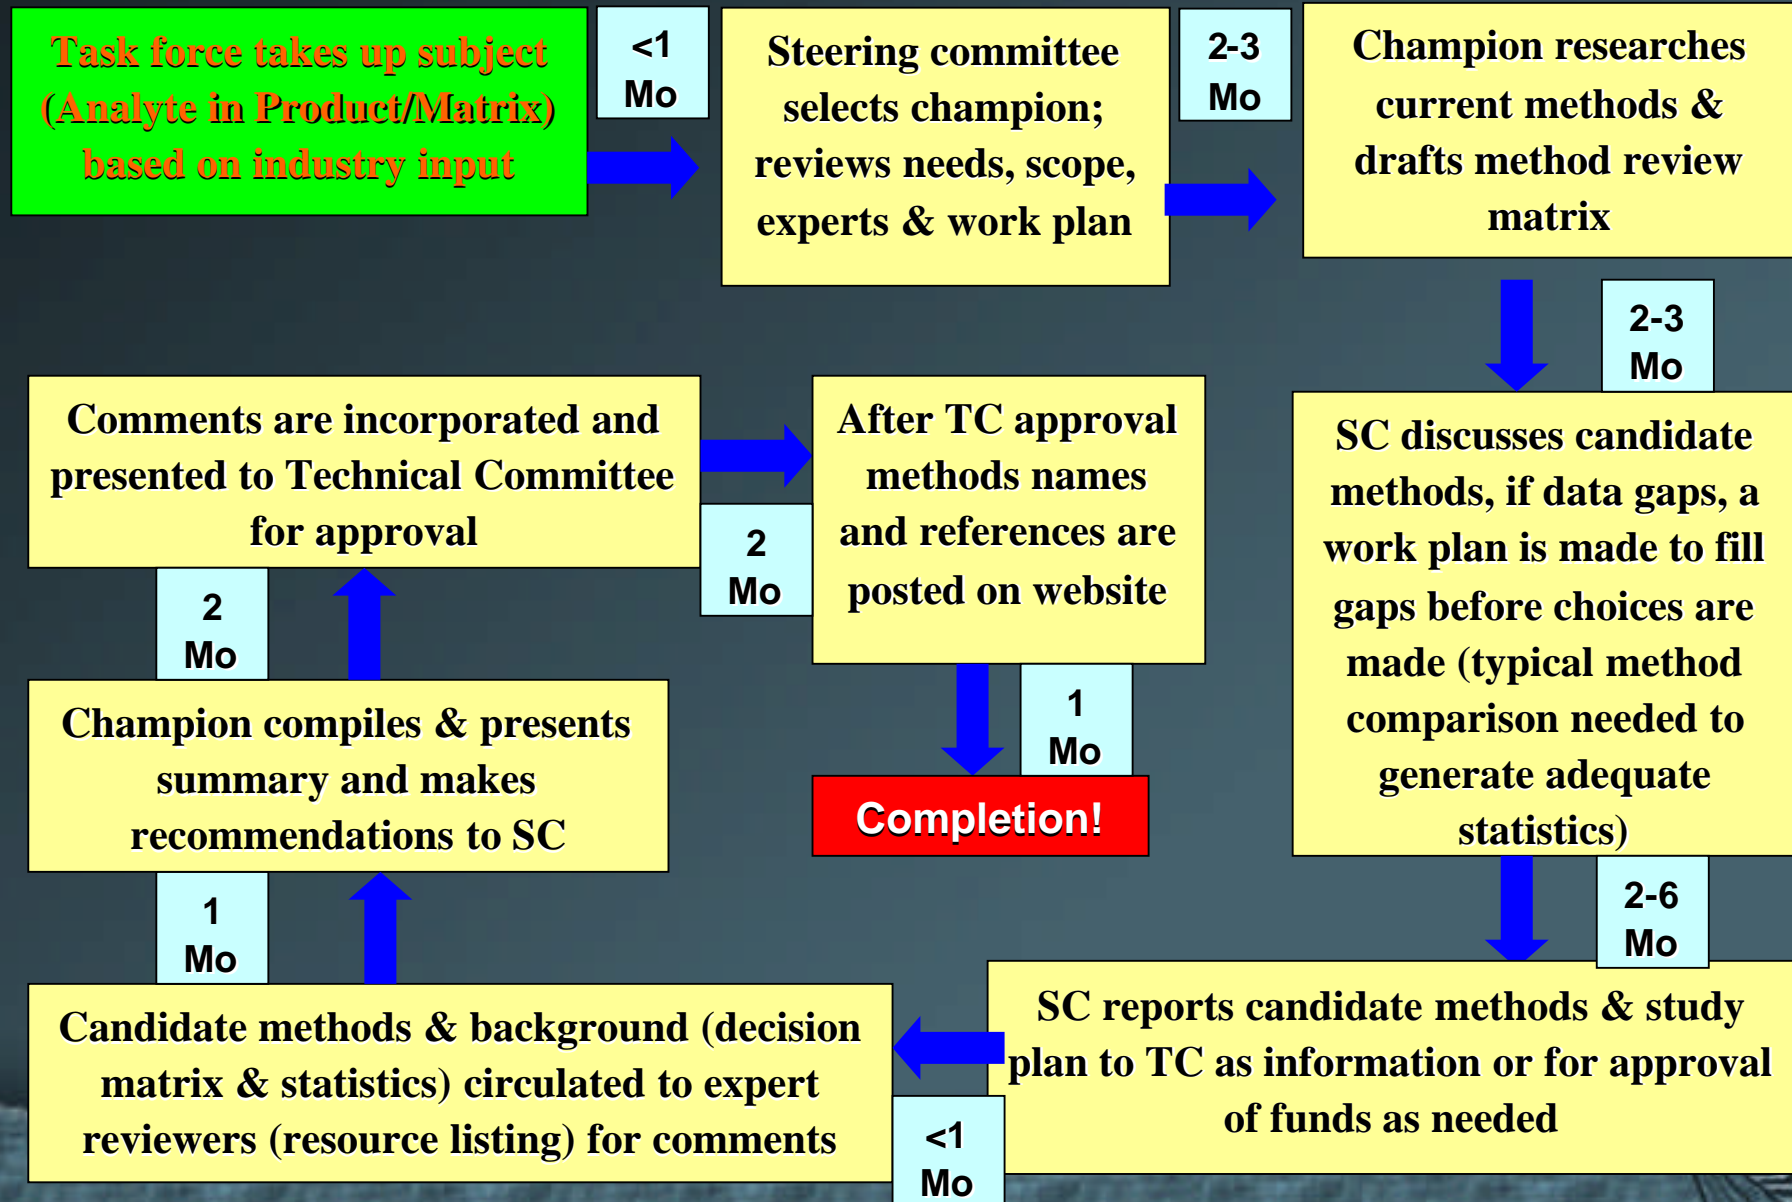 Task force takes up subject
(Analyte in Product/Matrix)
based on industry input
<1
Mo
Steering committee
selects champion;
reviews needs, scope,
experts & work plan
2-3
Mo
Champion researches
current methods &
drafts method review
matrix
2-3
Mo
SC discusses candidate
methods, if data gaps, a
work plan is made to fill
gaps before choices are
made (typical method
comparison needed to
generate adequate
statistics)
2-6
Mo
SC reports candidate methods & study
plan to TC as information or for approval
of funds as needed
<1
Mo
Candidate methods & background (decision
matrix & statistics) circulated to expert
reviewers (resource listing) for comments
1
Mo
Champion compiles & presents
summary and makes
recommendations to SC
2
Mo
Comments are incorporated and
presented to Technical Committee
for approval
2
Mo
After TC approval
methods names
and references are
posted on website
1
Mo
Completion!